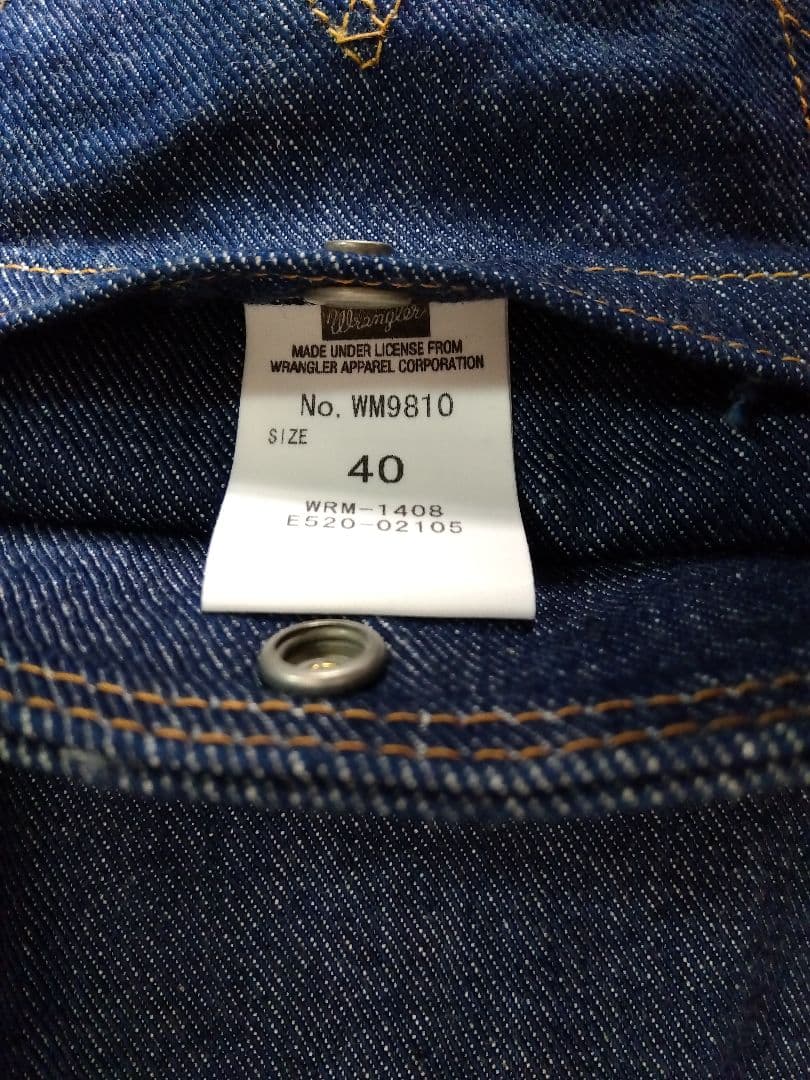 Wrangler
MADE UNDER LICENSE FROM
WRANGLER APPAREL CORPORATION
No. WM9810
SIZE
40
WRM-1408
E520-02105